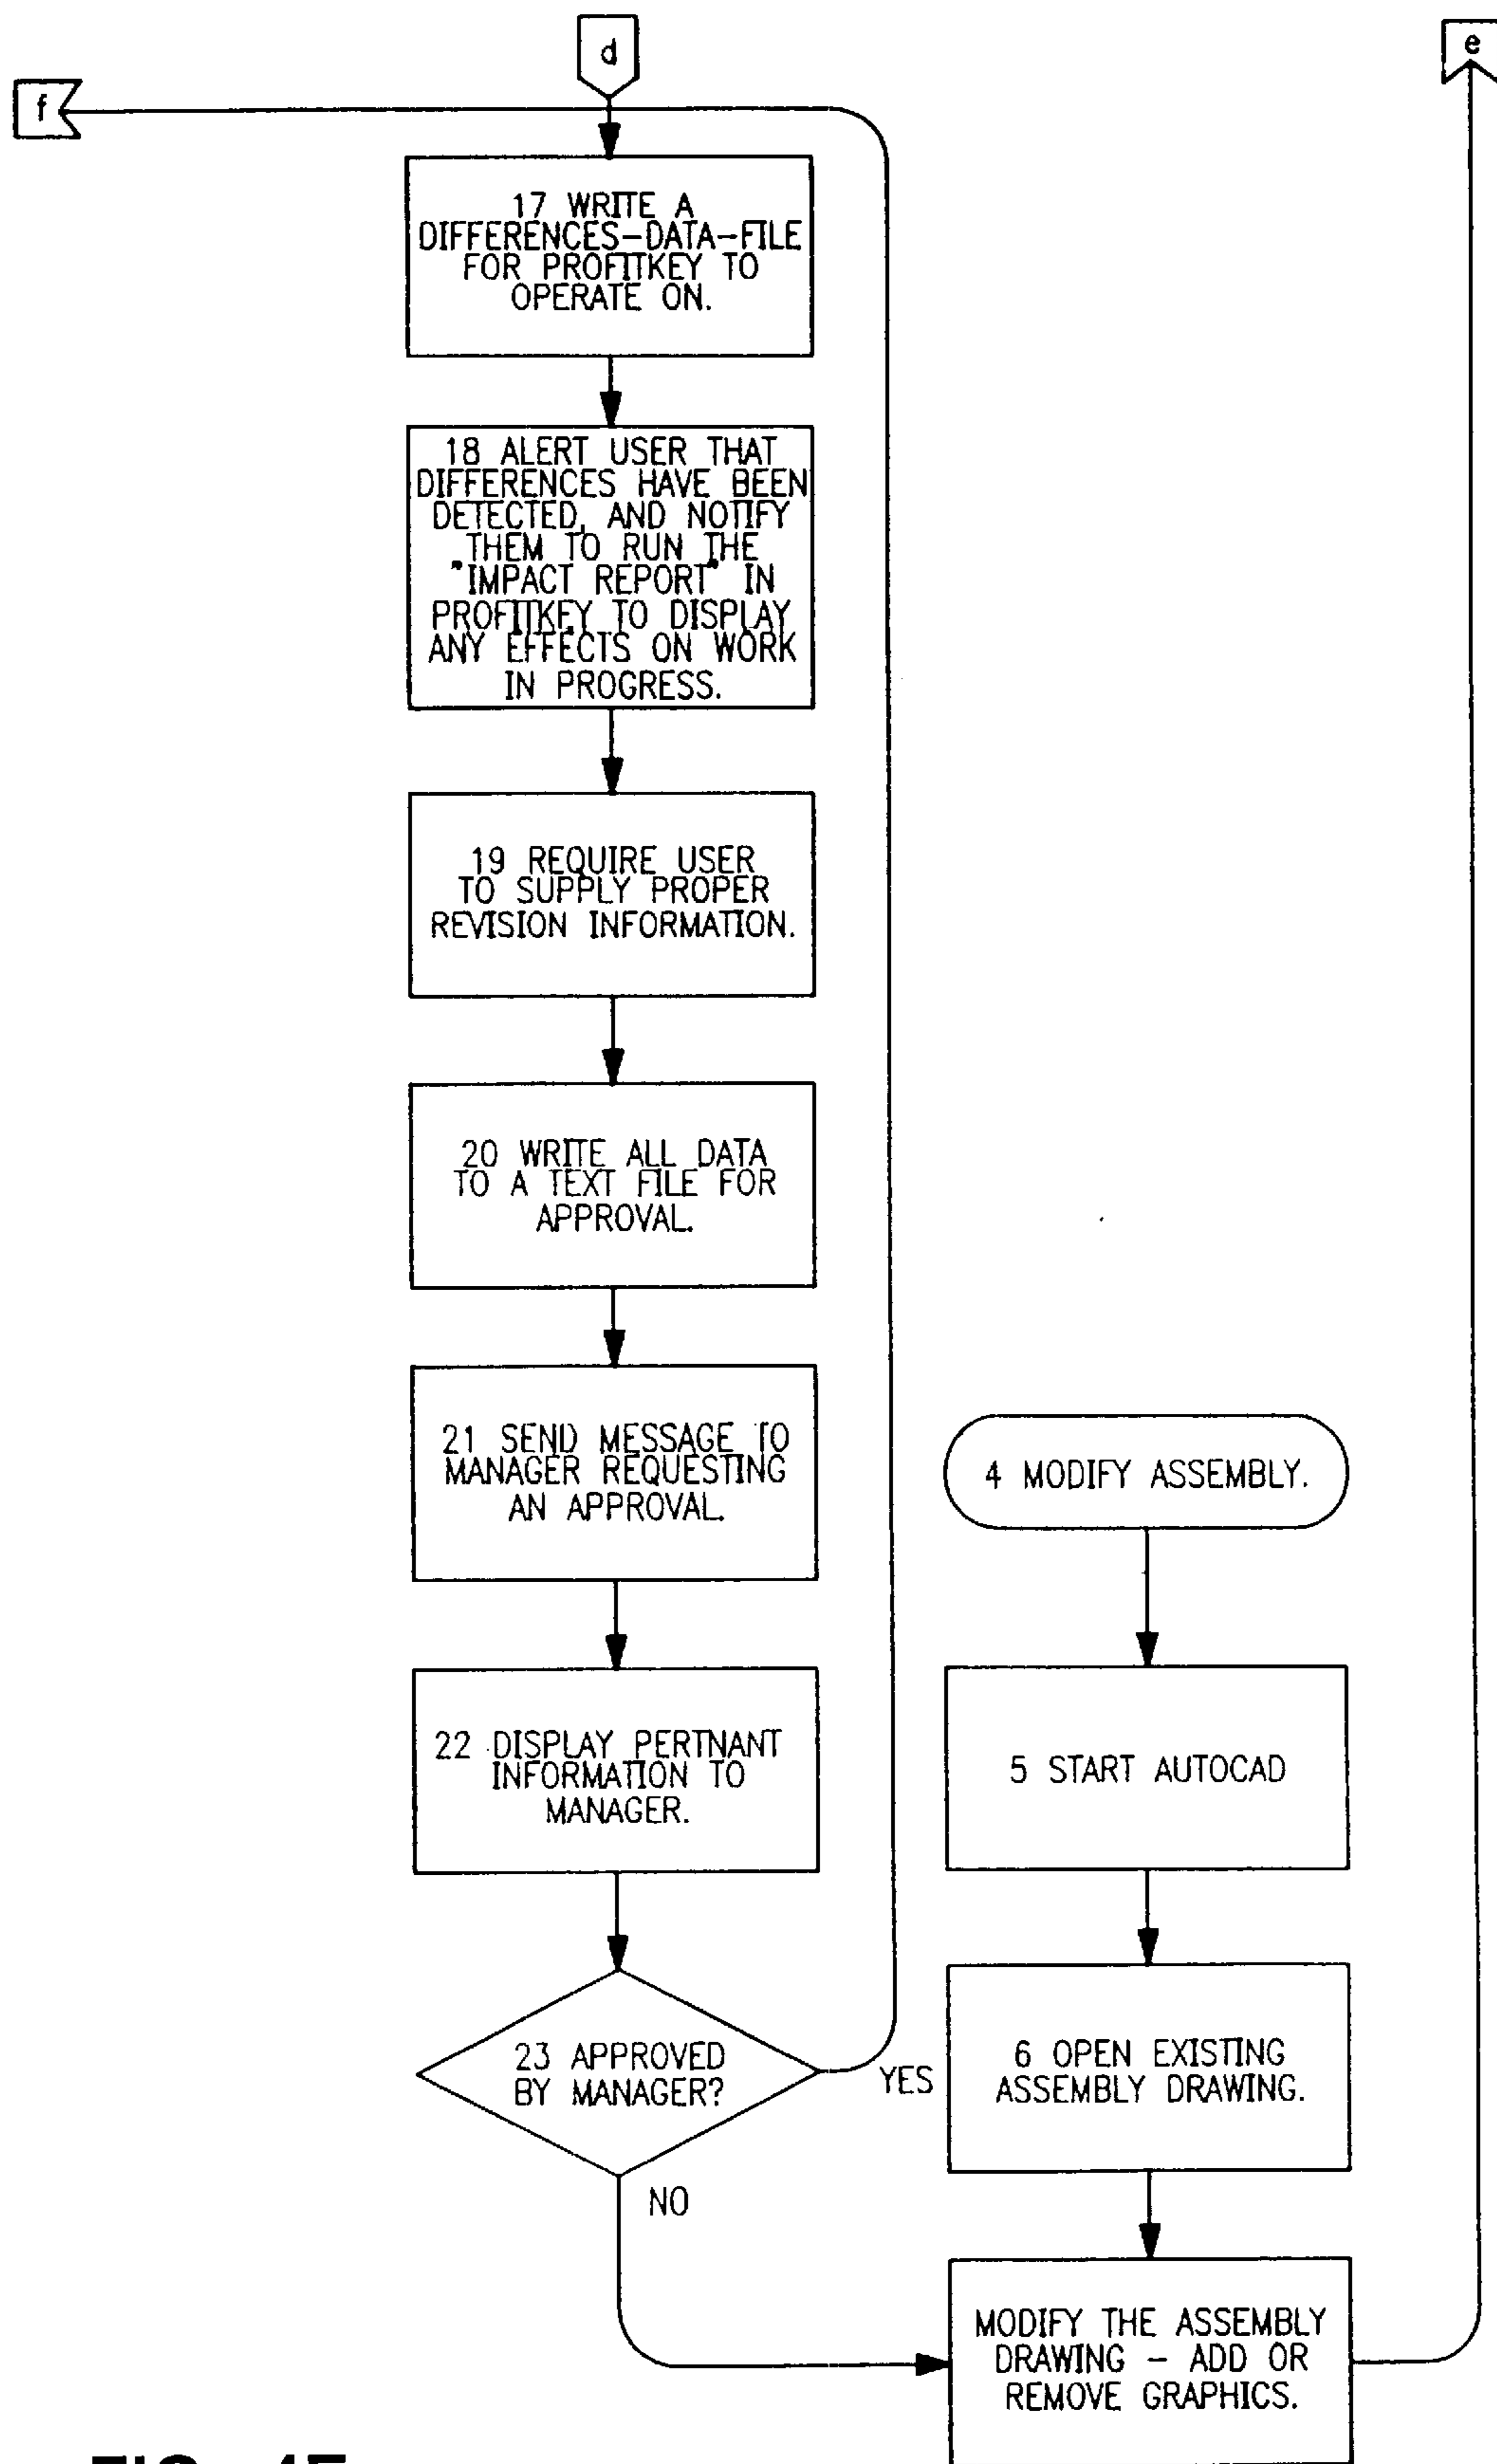 d
e
f
17 WRITE A
DIFFERENCES-DATA-FILE
FOR PROFITKEY TO
OPERATE ON.
18 ALERT USER THAT
DIFFERENCES HAVE BEEN
DETECTED, AND NOTIFY
THEM TO RUN THE
"IMPACT REPORT" IN
PROFITKEY TO DISPLAY
ANY EFFECTS ON WORK
IN PROGRESS.
19 REQUIRE USER
TO SUPPLY PROPER
REVISION INFORMATION.
20 WRITE ALL DATA
TO A TEXT FILE FOR
APPROVAL.
21 SEND MESSAGE TO
MANAGER REQUESTING
AN APPROVAL.
22 DISPLAY PERTNANT
INFORMATION TO
MANAGER.
23 APPROVED
BY MANAGER?
YES
NO
4 MODIFY ASSEMBLY.
5 START AUTOCAD
6 OPEN EXISTING
ASSEMBLY DRAWING.
MODIFY THE ASSEMBLY
DRAWING - ADD OR
REMOVE GRAPHICS.